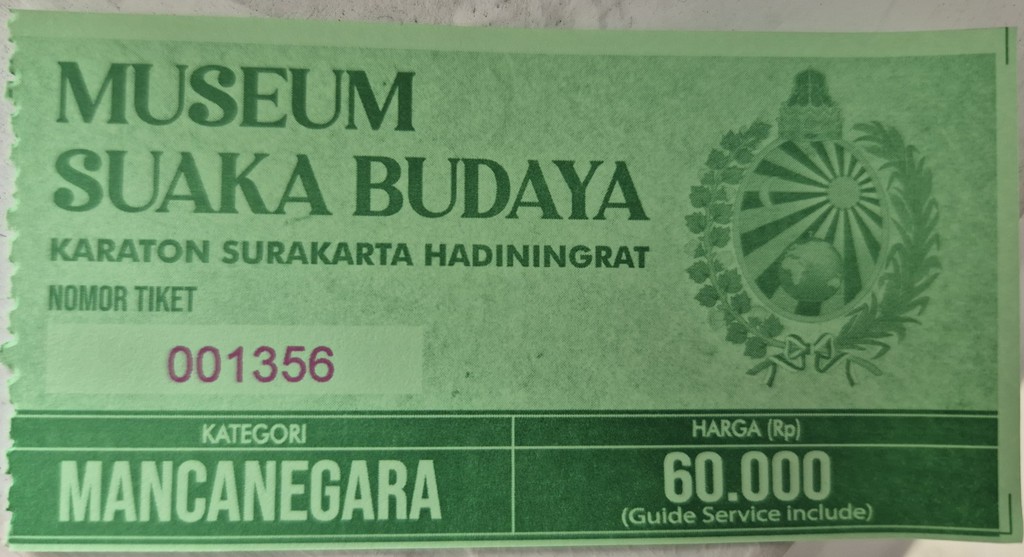 MUSEUM
SUAKA BUDAYA
KARATON SURAKARTA HADININGRAT
NOMOR TIKET
001356
KATEGORI
MANCANEGARA
HARGA (Rp)
60.000
(Guide Service include)